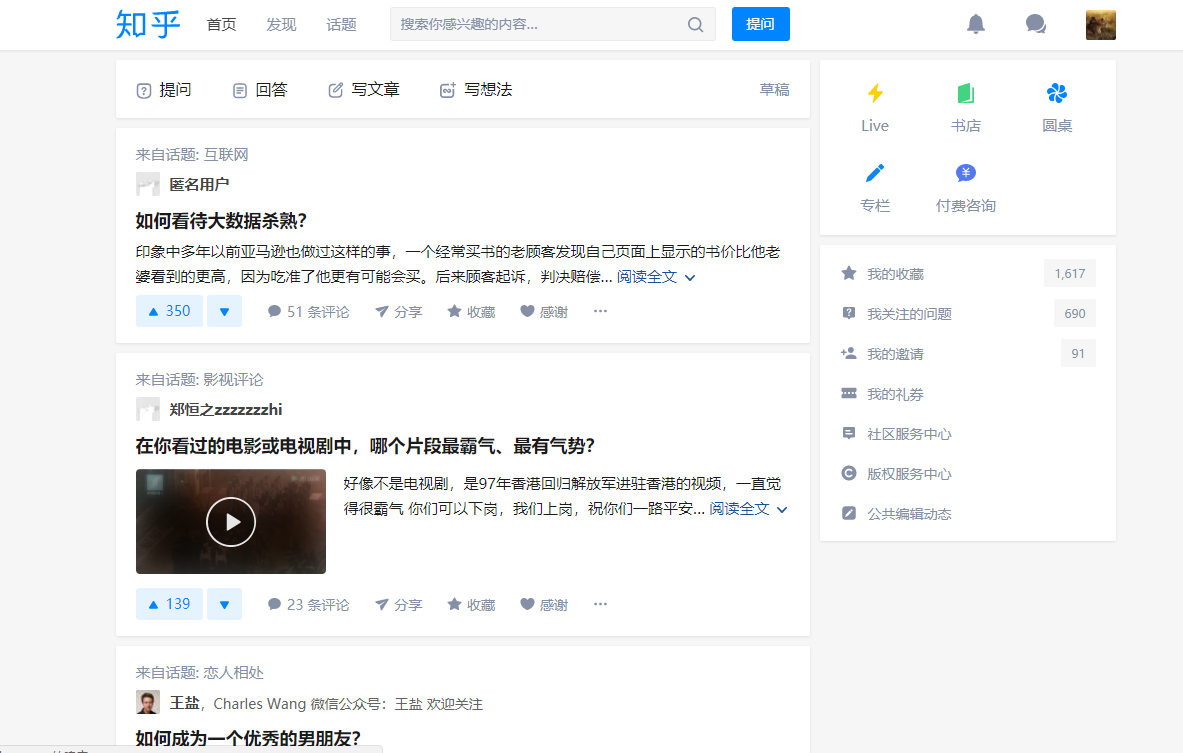 知乎 首页 发现 话题 搜索你感兴趣的内容... 提问
提问 回答 写文章 写想法 草稿
来自话题: 互联网
匿名用户
如何看待大数据杀熟?
印象中多年以前亚马逊也做过这样的事，一个经常买书的老顾客发现自己页面上显示的书价比他老
婆看到的更高，因为吃准了他更有可能会买。后来顾客起诉，判决赔偿... 阅读全文
350 51 条评论 分享 收藏 感谢 ...
来自话题: 影视评论
郑恒之zzzzzzzhi
在你看过的电影或电视剧中，哪个片段最霸气、最有气势?
好像不是电视剧，是97年香港回归解放军进驻香港的视频，一直觉
得很霸气 你们可以下岗，我们上岗，祝你们一路平安... 阅读全文
139 23 条评论 分享 收藏 感谢 ...
来自话题: 恋人相处
王盐，Charles Wang 微信公众号：王盐 欢迎关注
如何成为一个优秀的男朋友?
Live 书店 圆桌
专栏 付费咨询
我的收藏 1,617
我关注的问题 690
我的邀请 91
我的礼券
社区服务中心
版权服务中心
公共编辑动态